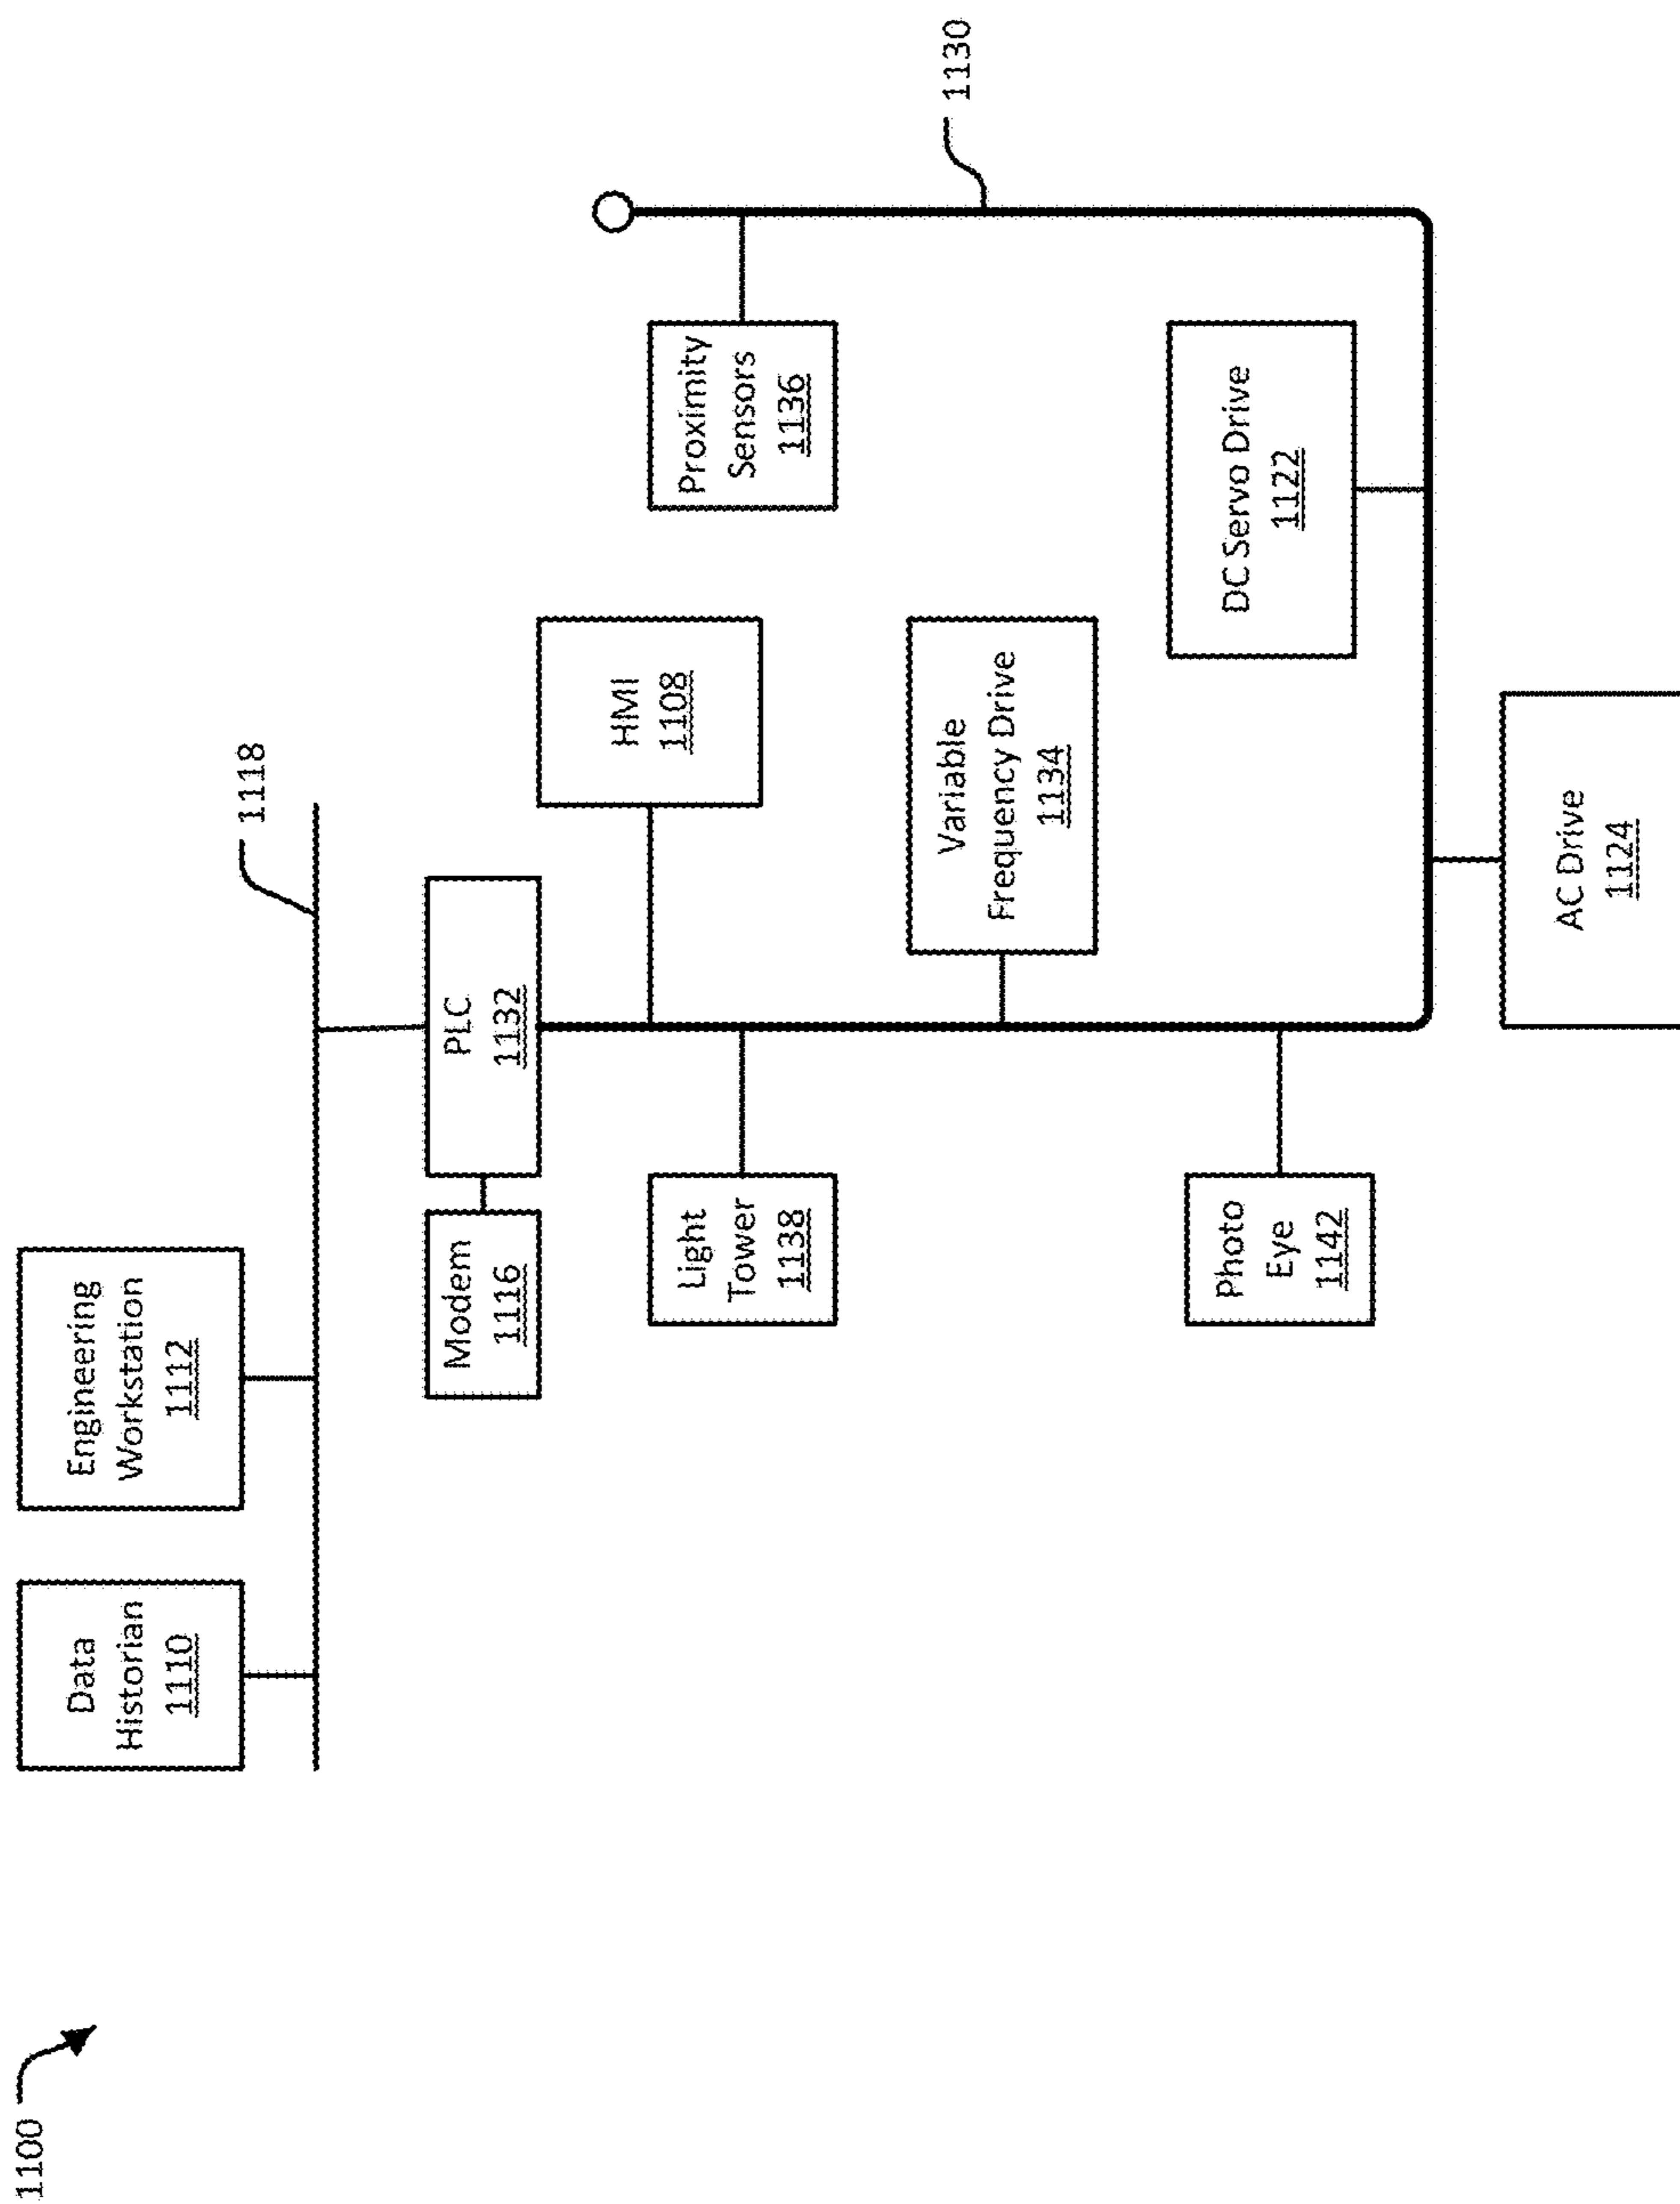 1100
Data
Historian
1110
Engineering
Workstation
1112
1118
Modem
1116
PLC
1132
Light
Tower
1138
HMI
1108
Proximity
Sensors
1136
1130
Variable
Frequency Drive
1134
Photo
Eye
1142
DC Servo Drive
1122
AC Drive
1124